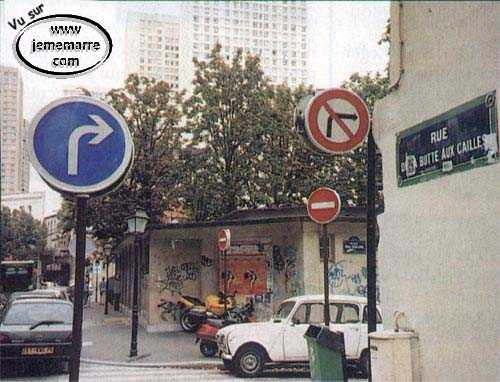 Vu sur
www
jememarre
com
RUE
DE LA BUTTE AUX CAILLES